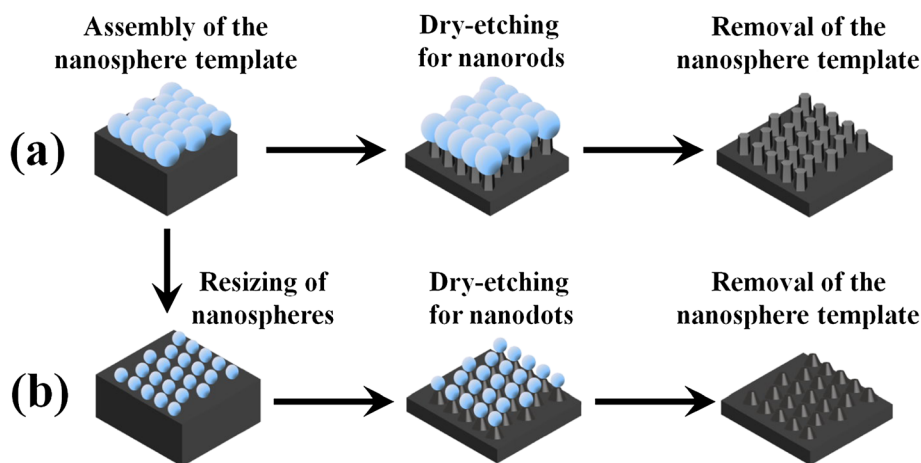 Assembly of the
nanosphere template
Dry-etching
for nanorods
Removal of the
nanosphere template
(a)
Resizing of
nanospheres
Dry-etching
for nanodots
Removal of the
nanosphere template
(b)